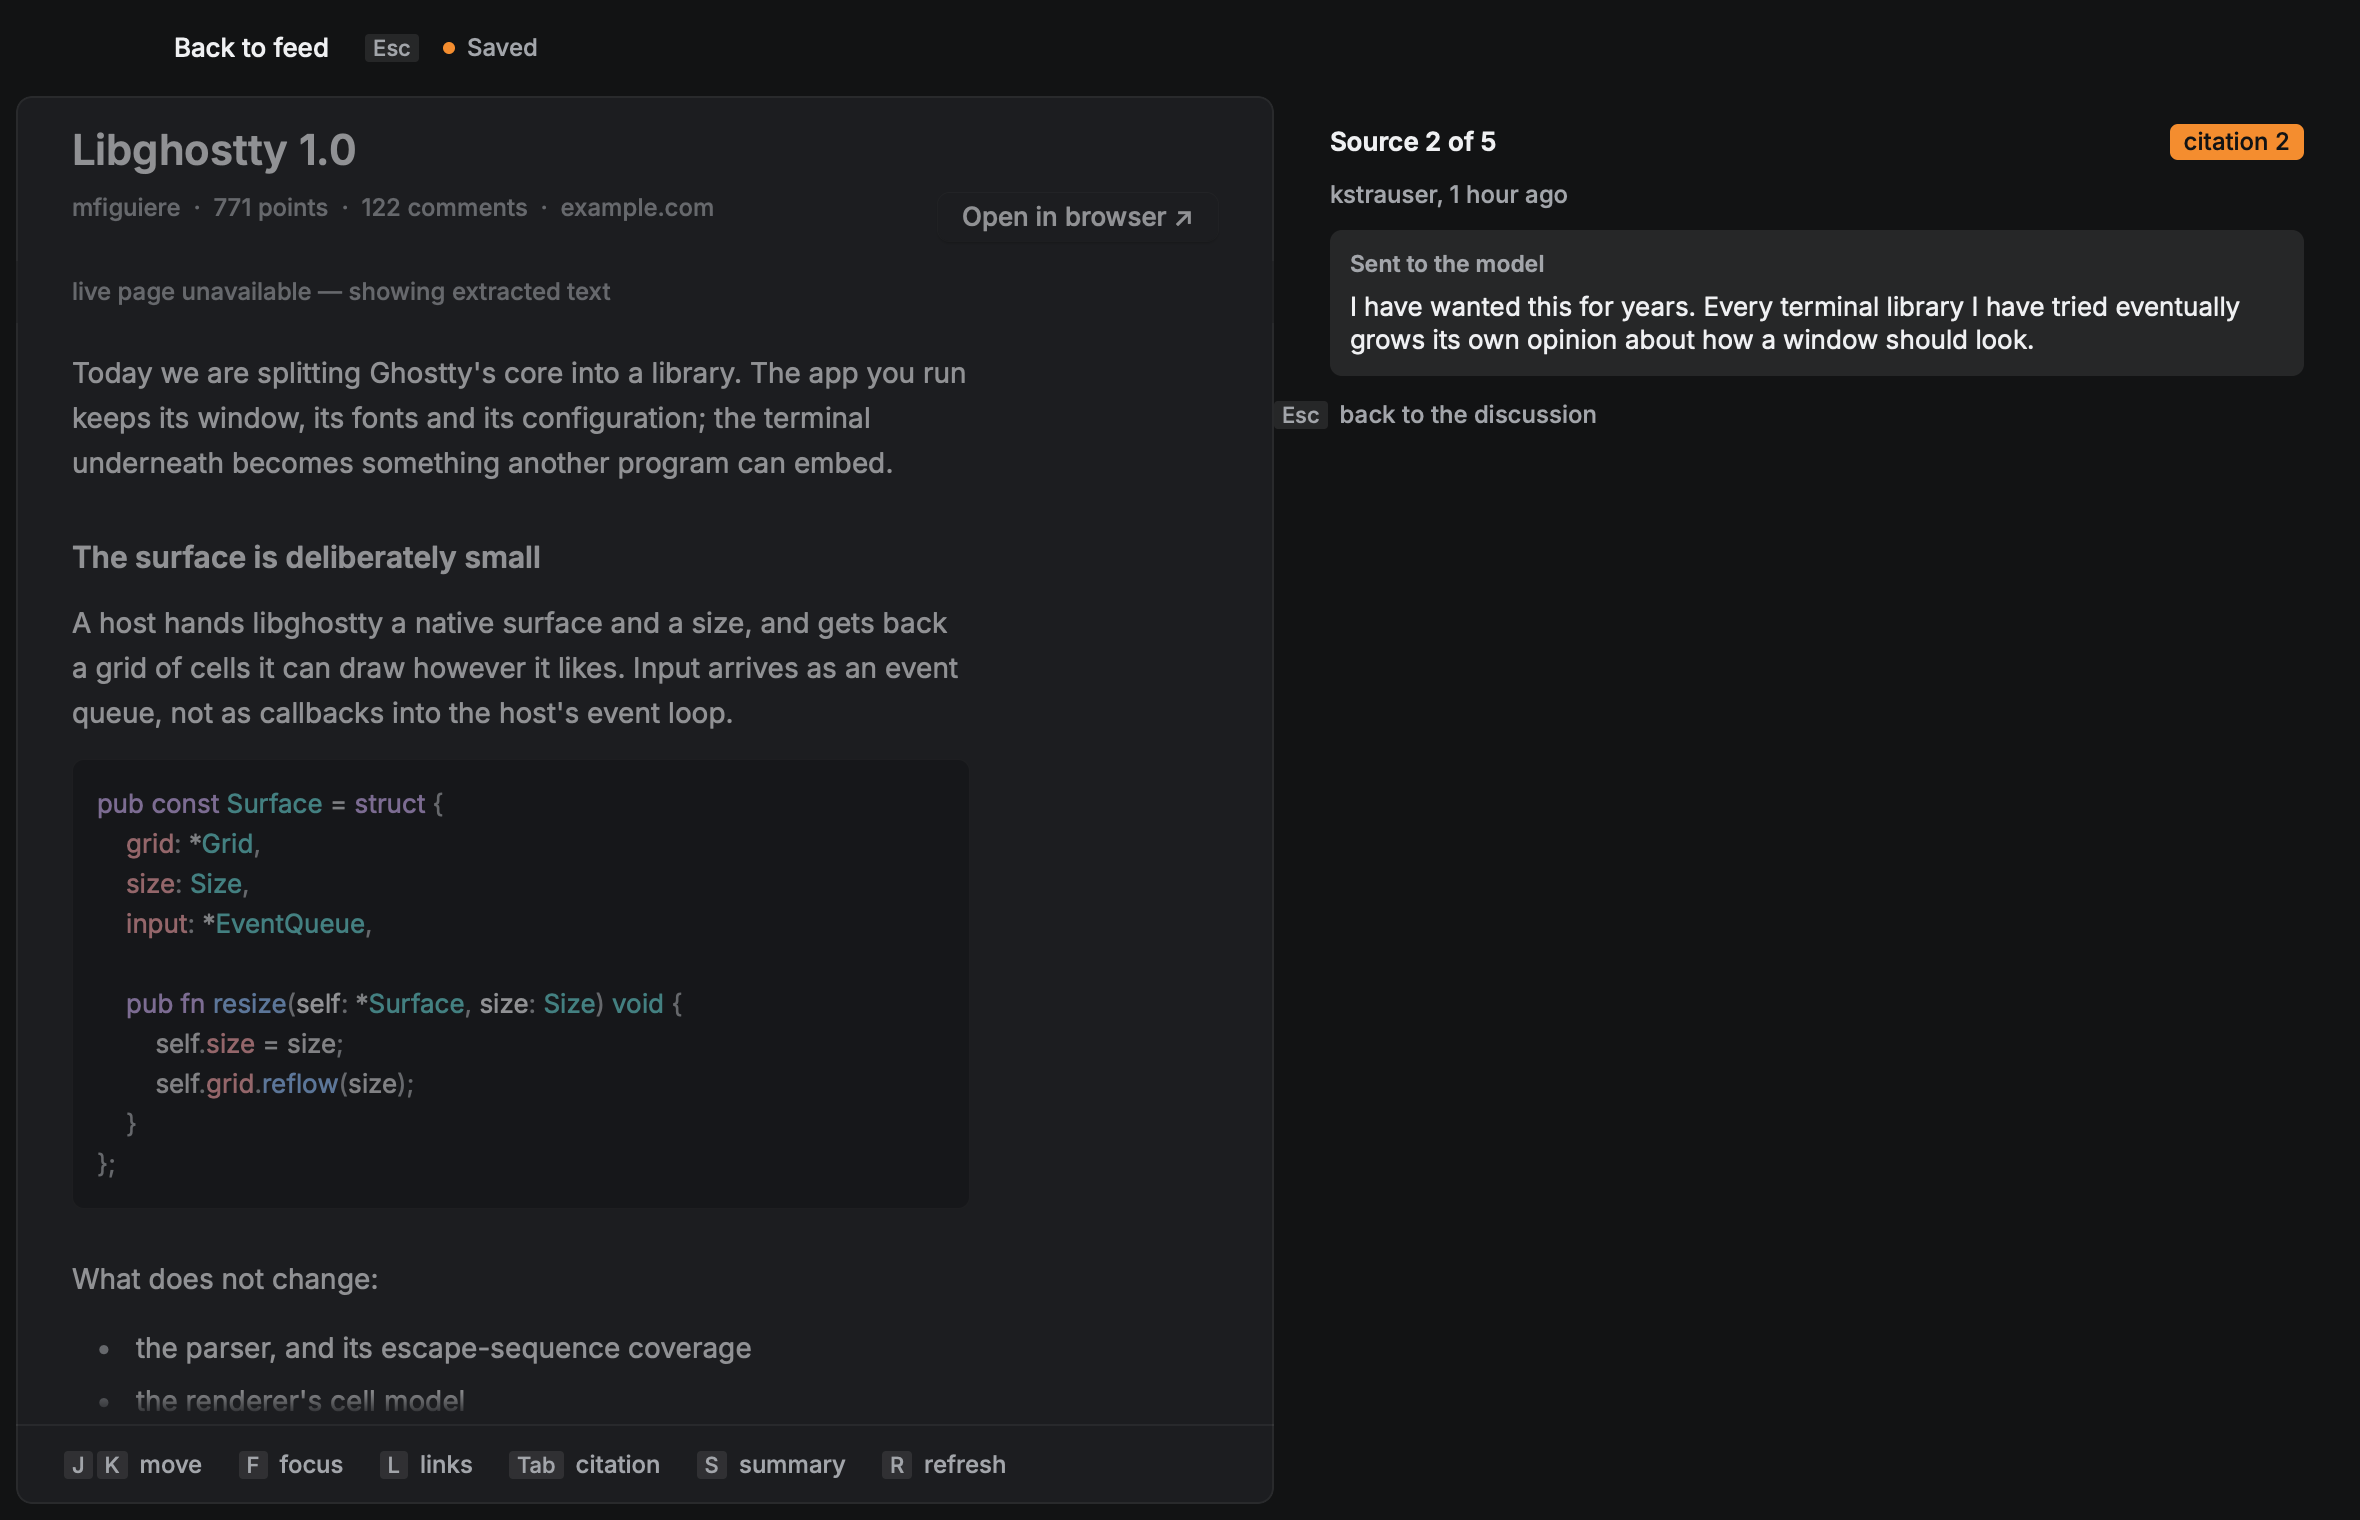 Back to feed Esc Saved
Libghostty 1.0
mfiguiere · 771 points · 122 comments · example.com
Open in browser ↗
live page unavailable — showing extracted text
Today we are splitting Ghostty's core into a library. The app you run
keeps its window, its fonts and its configuration; the terminal
underneath becomes something another program can embed.
The surface is deliberately small
A host hands libghostty a native surface and a size, and gets back
a grid of cells it can draw however it likes. Input arrives as an event
queue, not as callbacks into the host's event loop.
pub const Surface = struct {
    grid: *Grid,
    size: Size,
    input: *EventQueue,

    pub fn resize(self: *Surface, size: Size) void {
        self.size = size;
        self.grid.reflow(size);
    }
};
What does not change:
• the parser, and its escape-sequence coverage
• the renderer's cell model
J K move F focus L links Tab citation S summary R refresh
Source 2 of 5
citation 2
kstrauser, 1 hour ago
Sent to the model
I have wanted this for years. Every terminal library I have tried eventually
grows its own opinion about how a window should look.
Esc back to the discussion